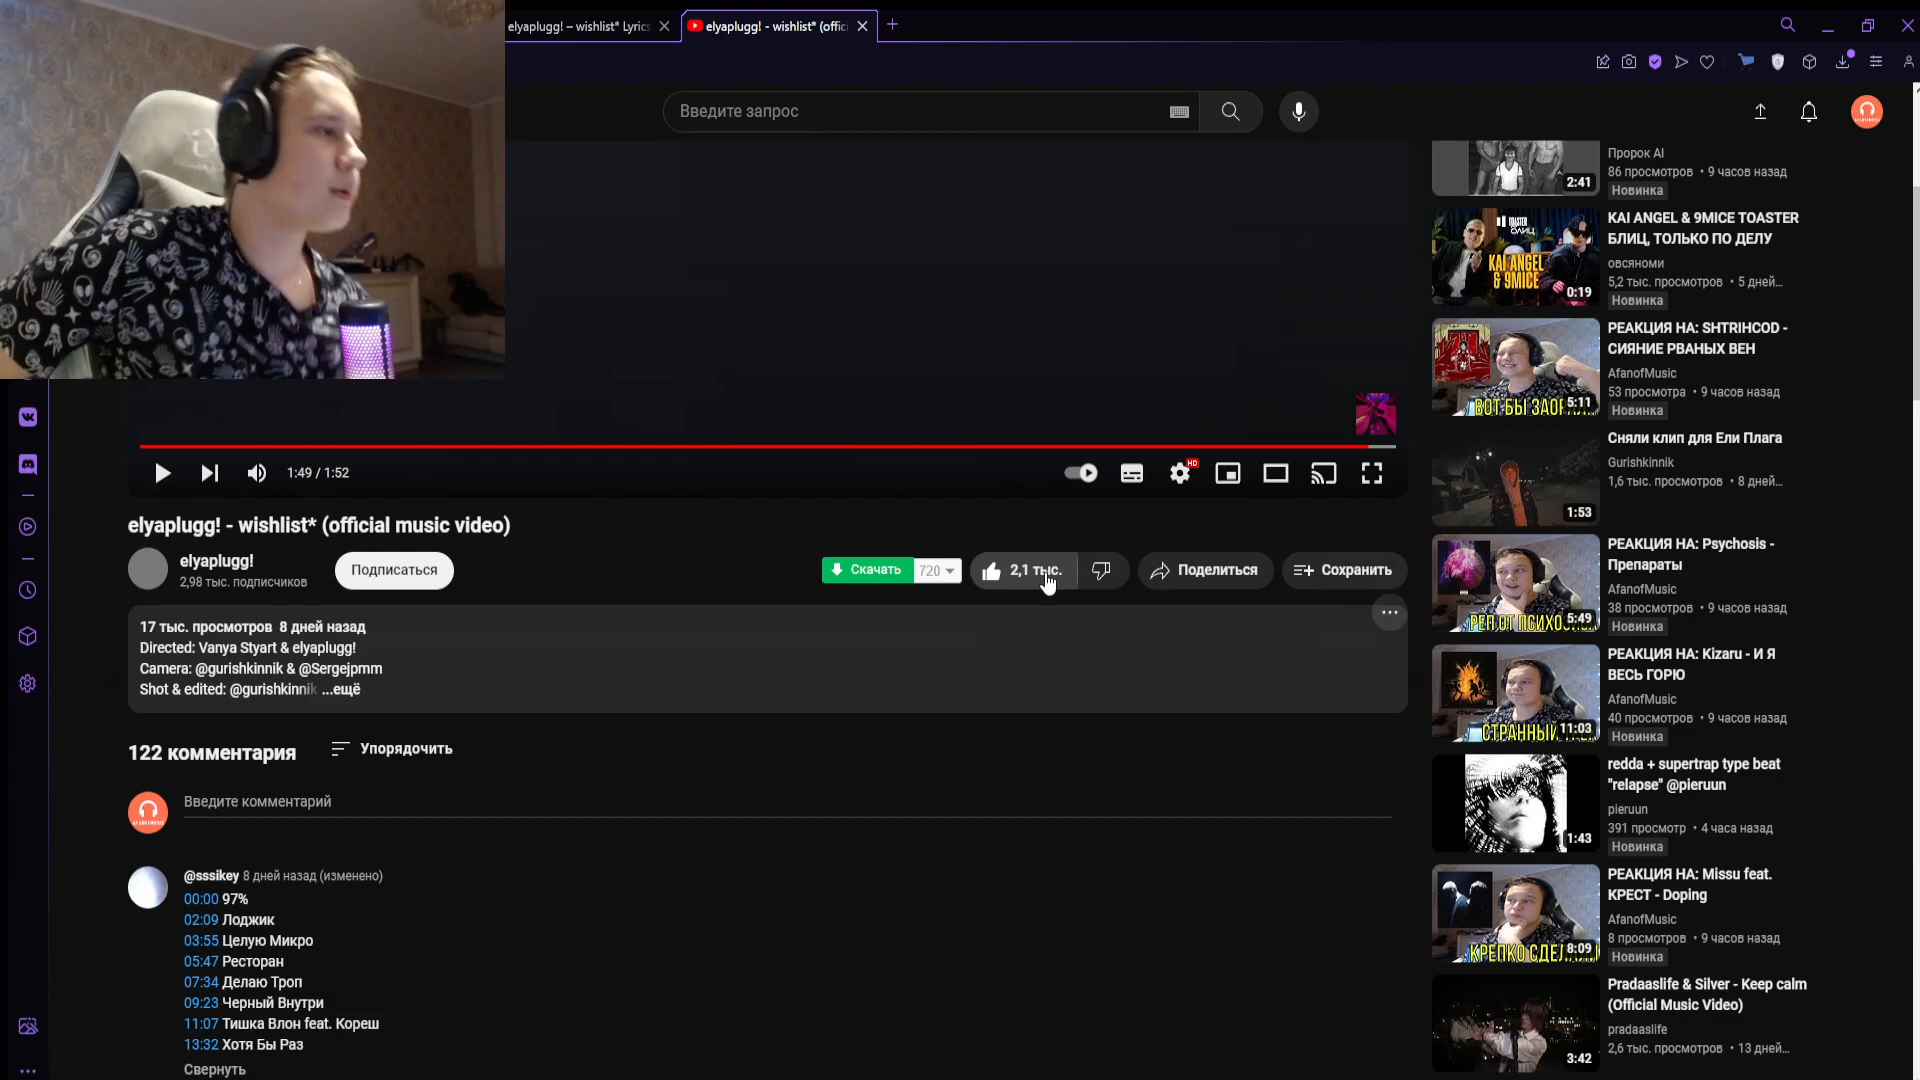 elyaplugg! – wishlist* Lyrics
elyaplugg! - wishlist* (offic
Введите запрос
1:49 / 1:52
HD
elyaplugg! - wishlist* (official music video)
elyaplugg!
2,98 тыс. подписчиков
Подписаться
Скачать
720
2,1 тыс.
Поделиться
Сохранить
17 тыс. просмотров 8 дней назад
Directed: Vanya Styart & elyaplugg!
Camera: @gurishkinnik & @Sergejpmm
Shot & edited: @gurishkinnik ...ещё
122 комментария
Упорядочить
Введите комментарий
@sssikey 8 дней назад (изменено)
00:00 97%
02:09 Лоджик
03:55 Целую Микро
05:47 Ресторан
07:34 Делаю Троп
09:23 Черный Внутри
11:07 Тишка Влон feat. Кореш
13:32 Хотя Бы Раз
Свернуть
2:41
Пророк AI
86 просмотров • 9 часов назад
Новинка
KAI ANGEL & 9MICE
0:19
KAI ANGEL & 9MICE TOASTER
БЛИЦ, ТОЛЬКО ПО ДЕЛУ
овсяноми
5,2 тыс. просмотров • 5 дней...
Новинка
5:11
РЕАКЦИЯ НА: SHTRIHCOD -
СИЯНИЕ РВАНЫХ ВЕН
AfanofMusic
53 просмотра • 9 часов назад
Новинка
1:53
Сняли клип для Ели Плага
Gurishkinnik
1,6 тыс. просмотров • 8 дней...
5:49
РЕАКЦИЯ НА: Psychosis -
Препараты
AfanofMusic
38 просмотров • 9 часов назад
Новинка
11:03
РЕАКЦИЯ НА: Kizaru - И Я
ВЕСЬ ГОРЮ
AfanofMusic
40 просмотров • 9 часов назад
Новинка
1:43
redda + supertrap type beat
"relapse" @pieruun
pieruun
391 просмотр • 4 часа назад
Новинка
8:09
РЕАКЦИЯ НА: Missu feat.
КРЕСТ - Doping
AfanofMusic
8 просмотров • 9 часов назад
Новинка
3:42
Pradaaslife & Silver - Keep calm
(Official Music Video)
pradaaslife
2,6 тыс. просмотров • 13 дней...